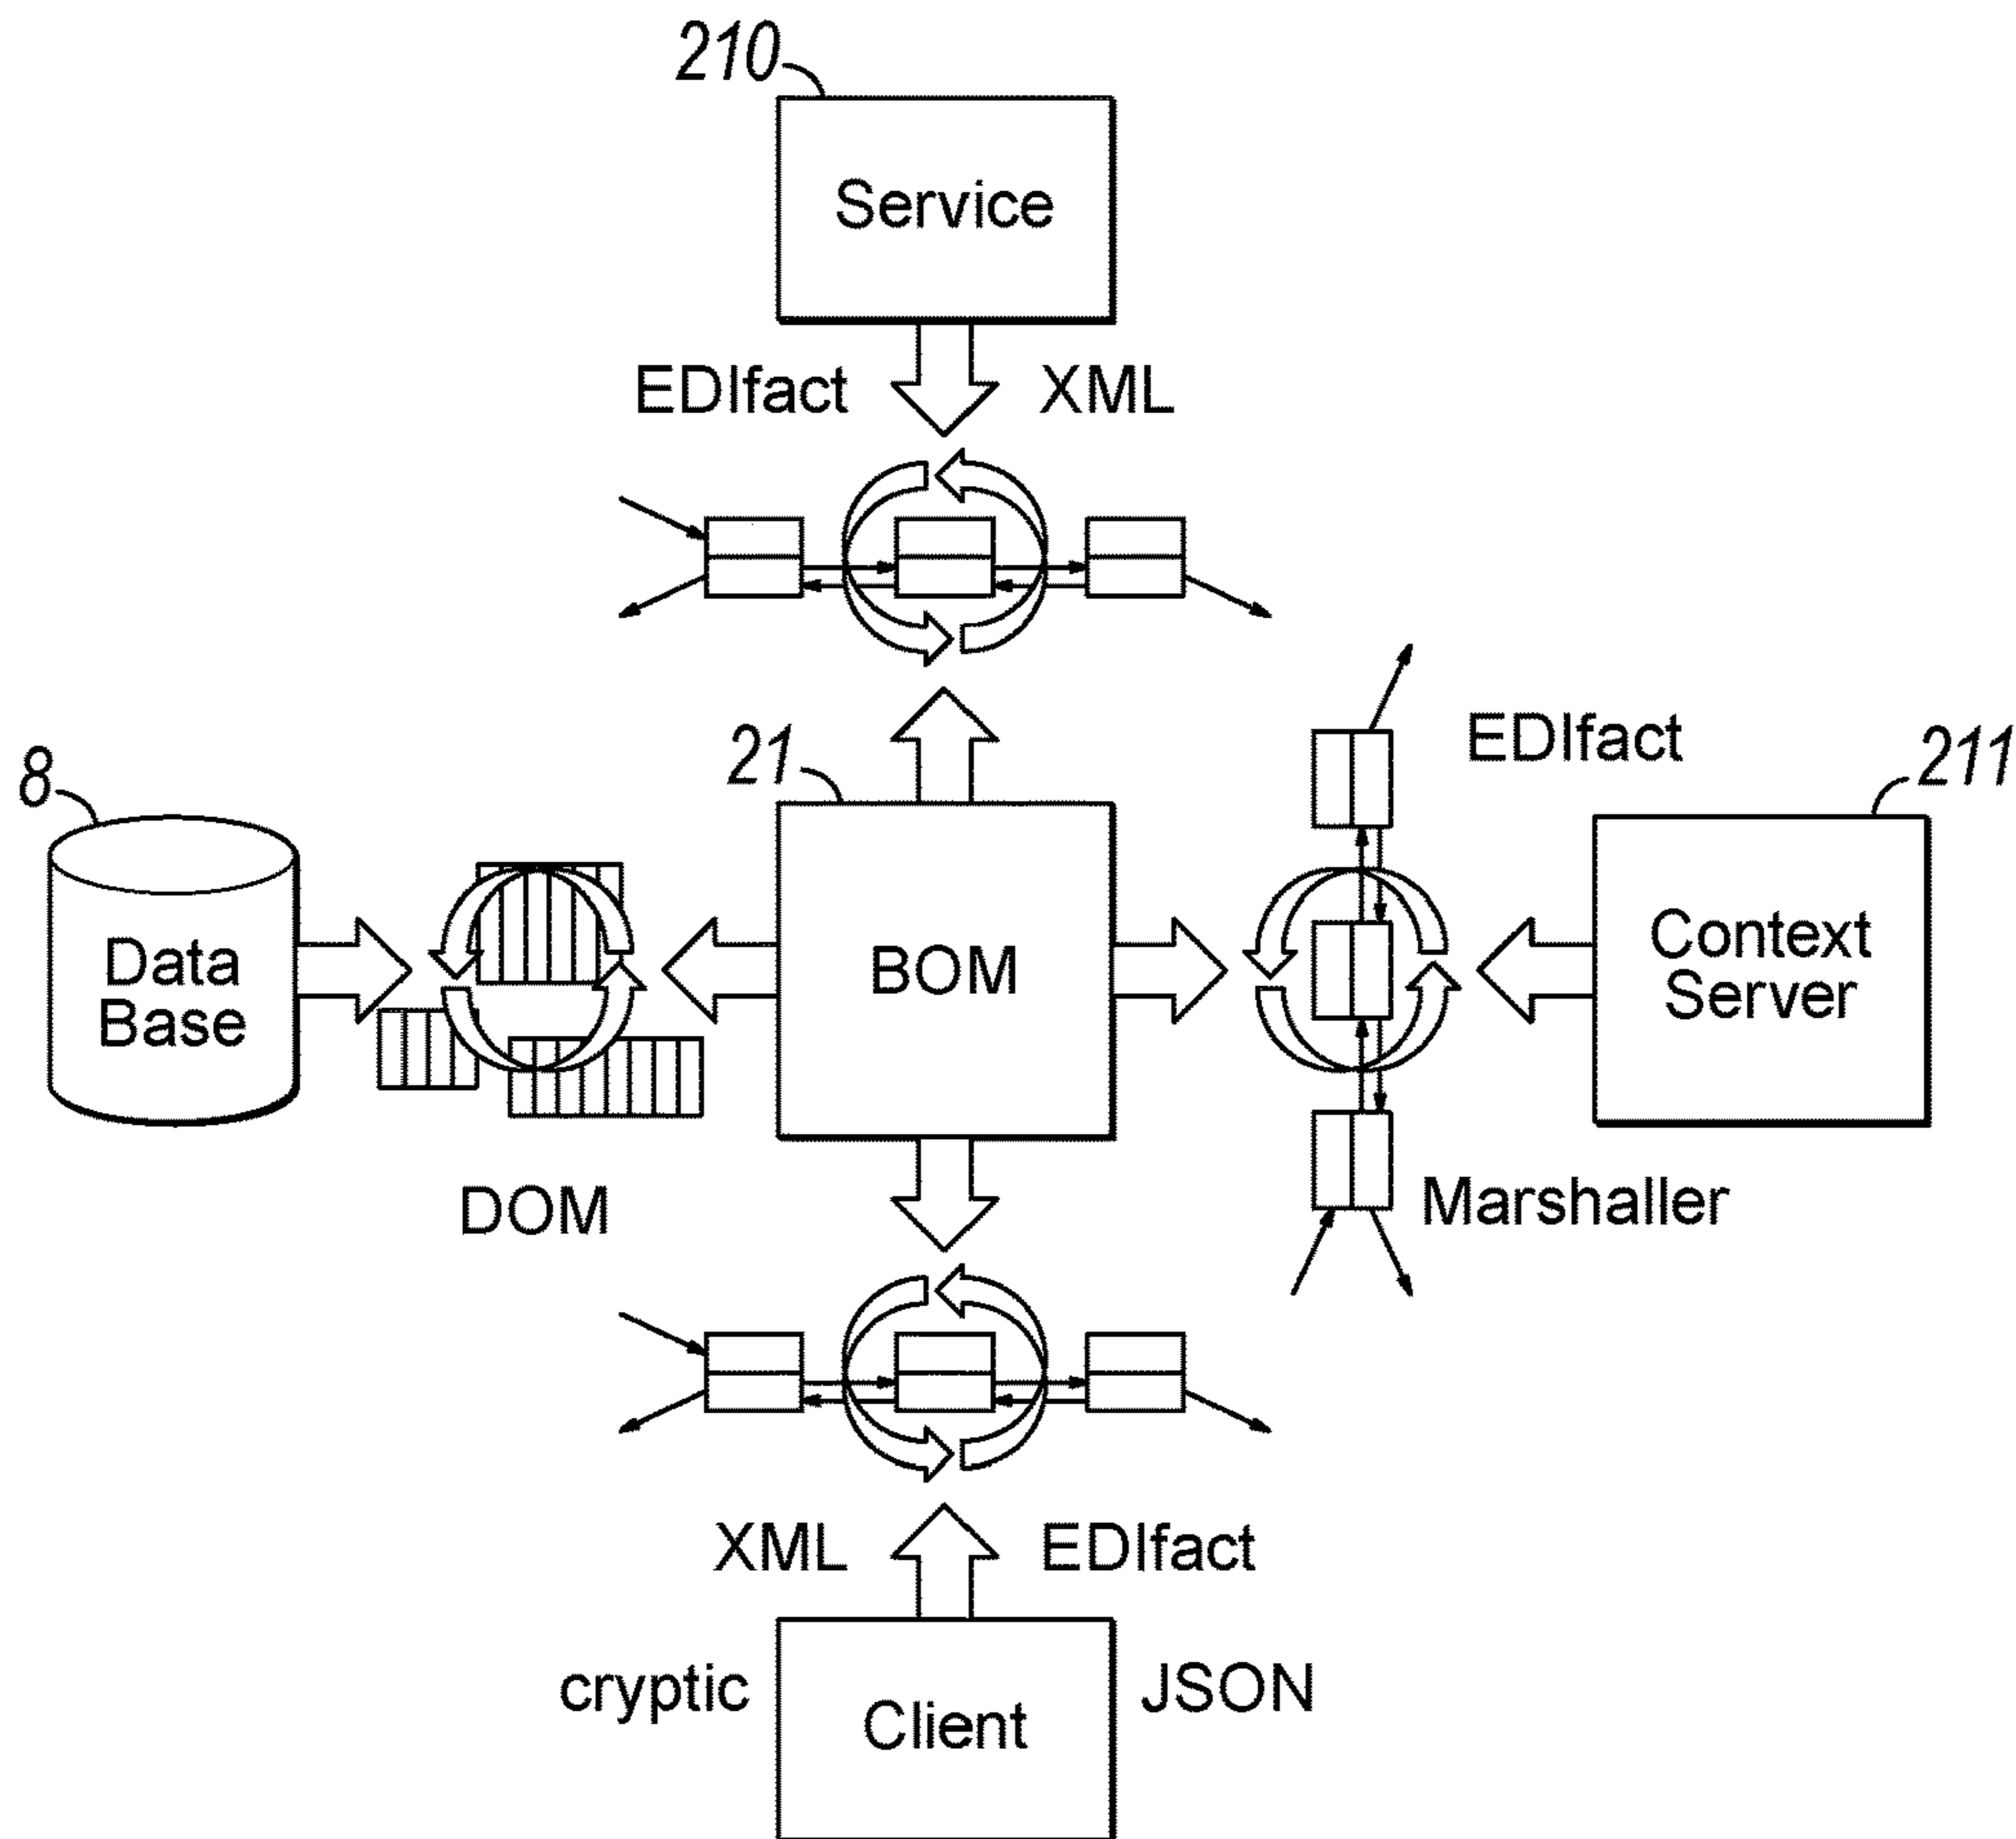 210
Service
EDIfact
XML
21
EDIfact
8
211
Data
Base
BOM
Context
Server
DOM
Marshaller
XML
EDIfact
cryptic
JSON
Client